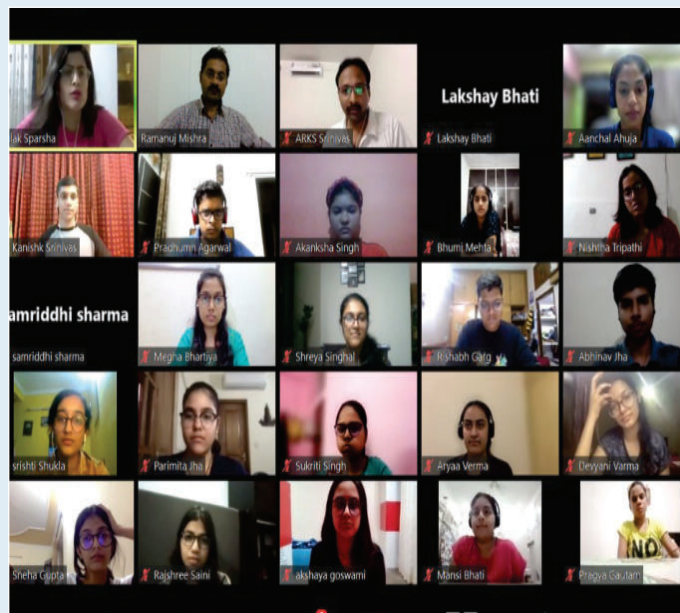 lak Sparsha
Ramanuj Mishra
ARKS Srinivas
Lakshay Bhati
Lakshay Bhati
Aanchal Ahuja
Kanishk Srinivas
Pradhumn Agarwal
Akanksha Singh
Bhumi Mehta
Nishtha Tripathi
amriddhi sharma
samriddhi sharma
Megha Bhartiya
Shreya Singhal
Rishabh Garg
Abhinav Jha
srishti Shukla
Parimita Jha
Sukriti Singh
Aryaa Verma
Devyani Varma
Sneha Gupta
Rajshree Saini
akshaya goswami
Mansi Bhati
Pragya Gautam
NO